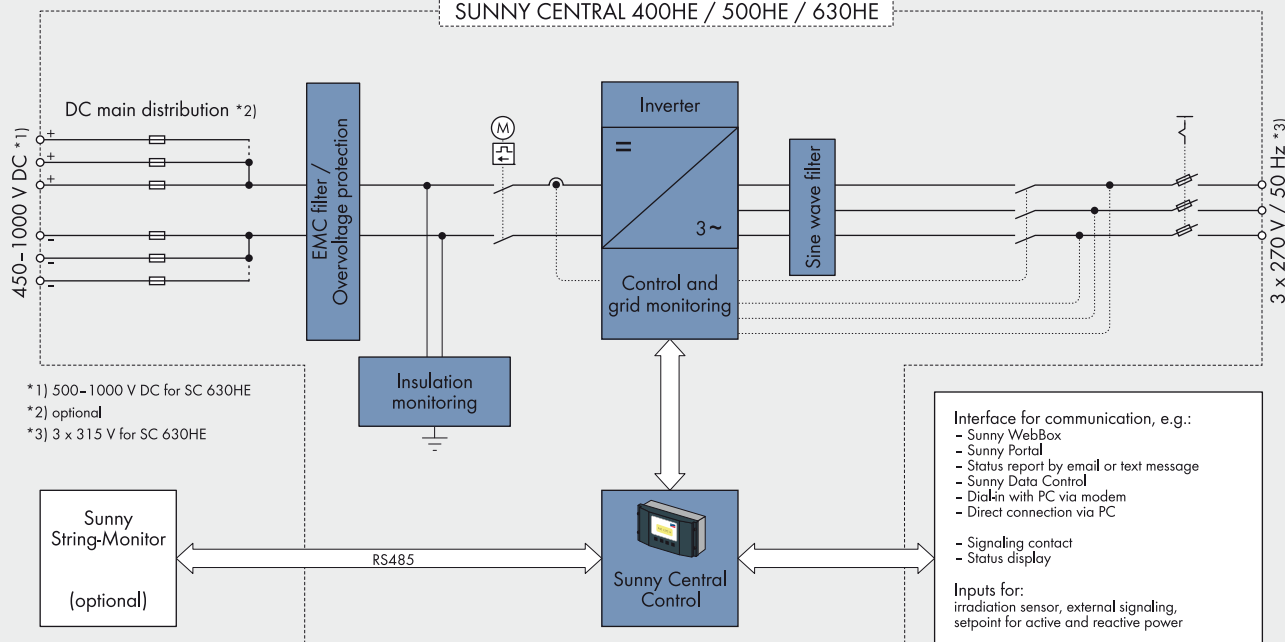 SUNNY CENTRAL 400HE / 500HE / 630HE
DC main distribution *2)
450–1000 V DC *1)
+
+
+
-
-
-
EMC filter /
Overvoltage protection
M
Inverter
=
3~
Control and
grid monitoring
Sine wave filter
3 x 270 V / 50 Hz *3)
Insulation
monitoring
*1) 500–1000 V DC for SC 630HE
*2) optional
*3) 3 x 315 V for SC 630HE
Sunny
String-Monitor
(optional)
RS485
Sunny Central
Control
Interface for communication, e.g.:
- Sunny WebBox
- Sunny Portal
- Status report by email or text message
- Sunny Data Control
- Dial-in with PC via modem
- Direct connection via PC
- Signaling contact
- Status display
Inputs for:
irradiation sensor, external signaling,
setpoint for active and reactive power